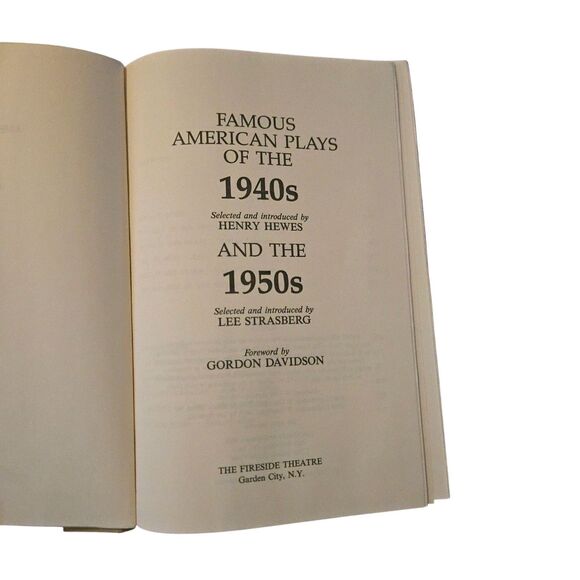 FAMOUS
AMERICAN PLAYS
OF THE
1940s
Selected and introduced by
HENRY HEWES
AND THE
1950s
Selected and introduced by
LEE STRASBERG
Foreword by
GORDON DAVIDSON
THE FIRESIDE THEATRE
Garden City, N.Y.